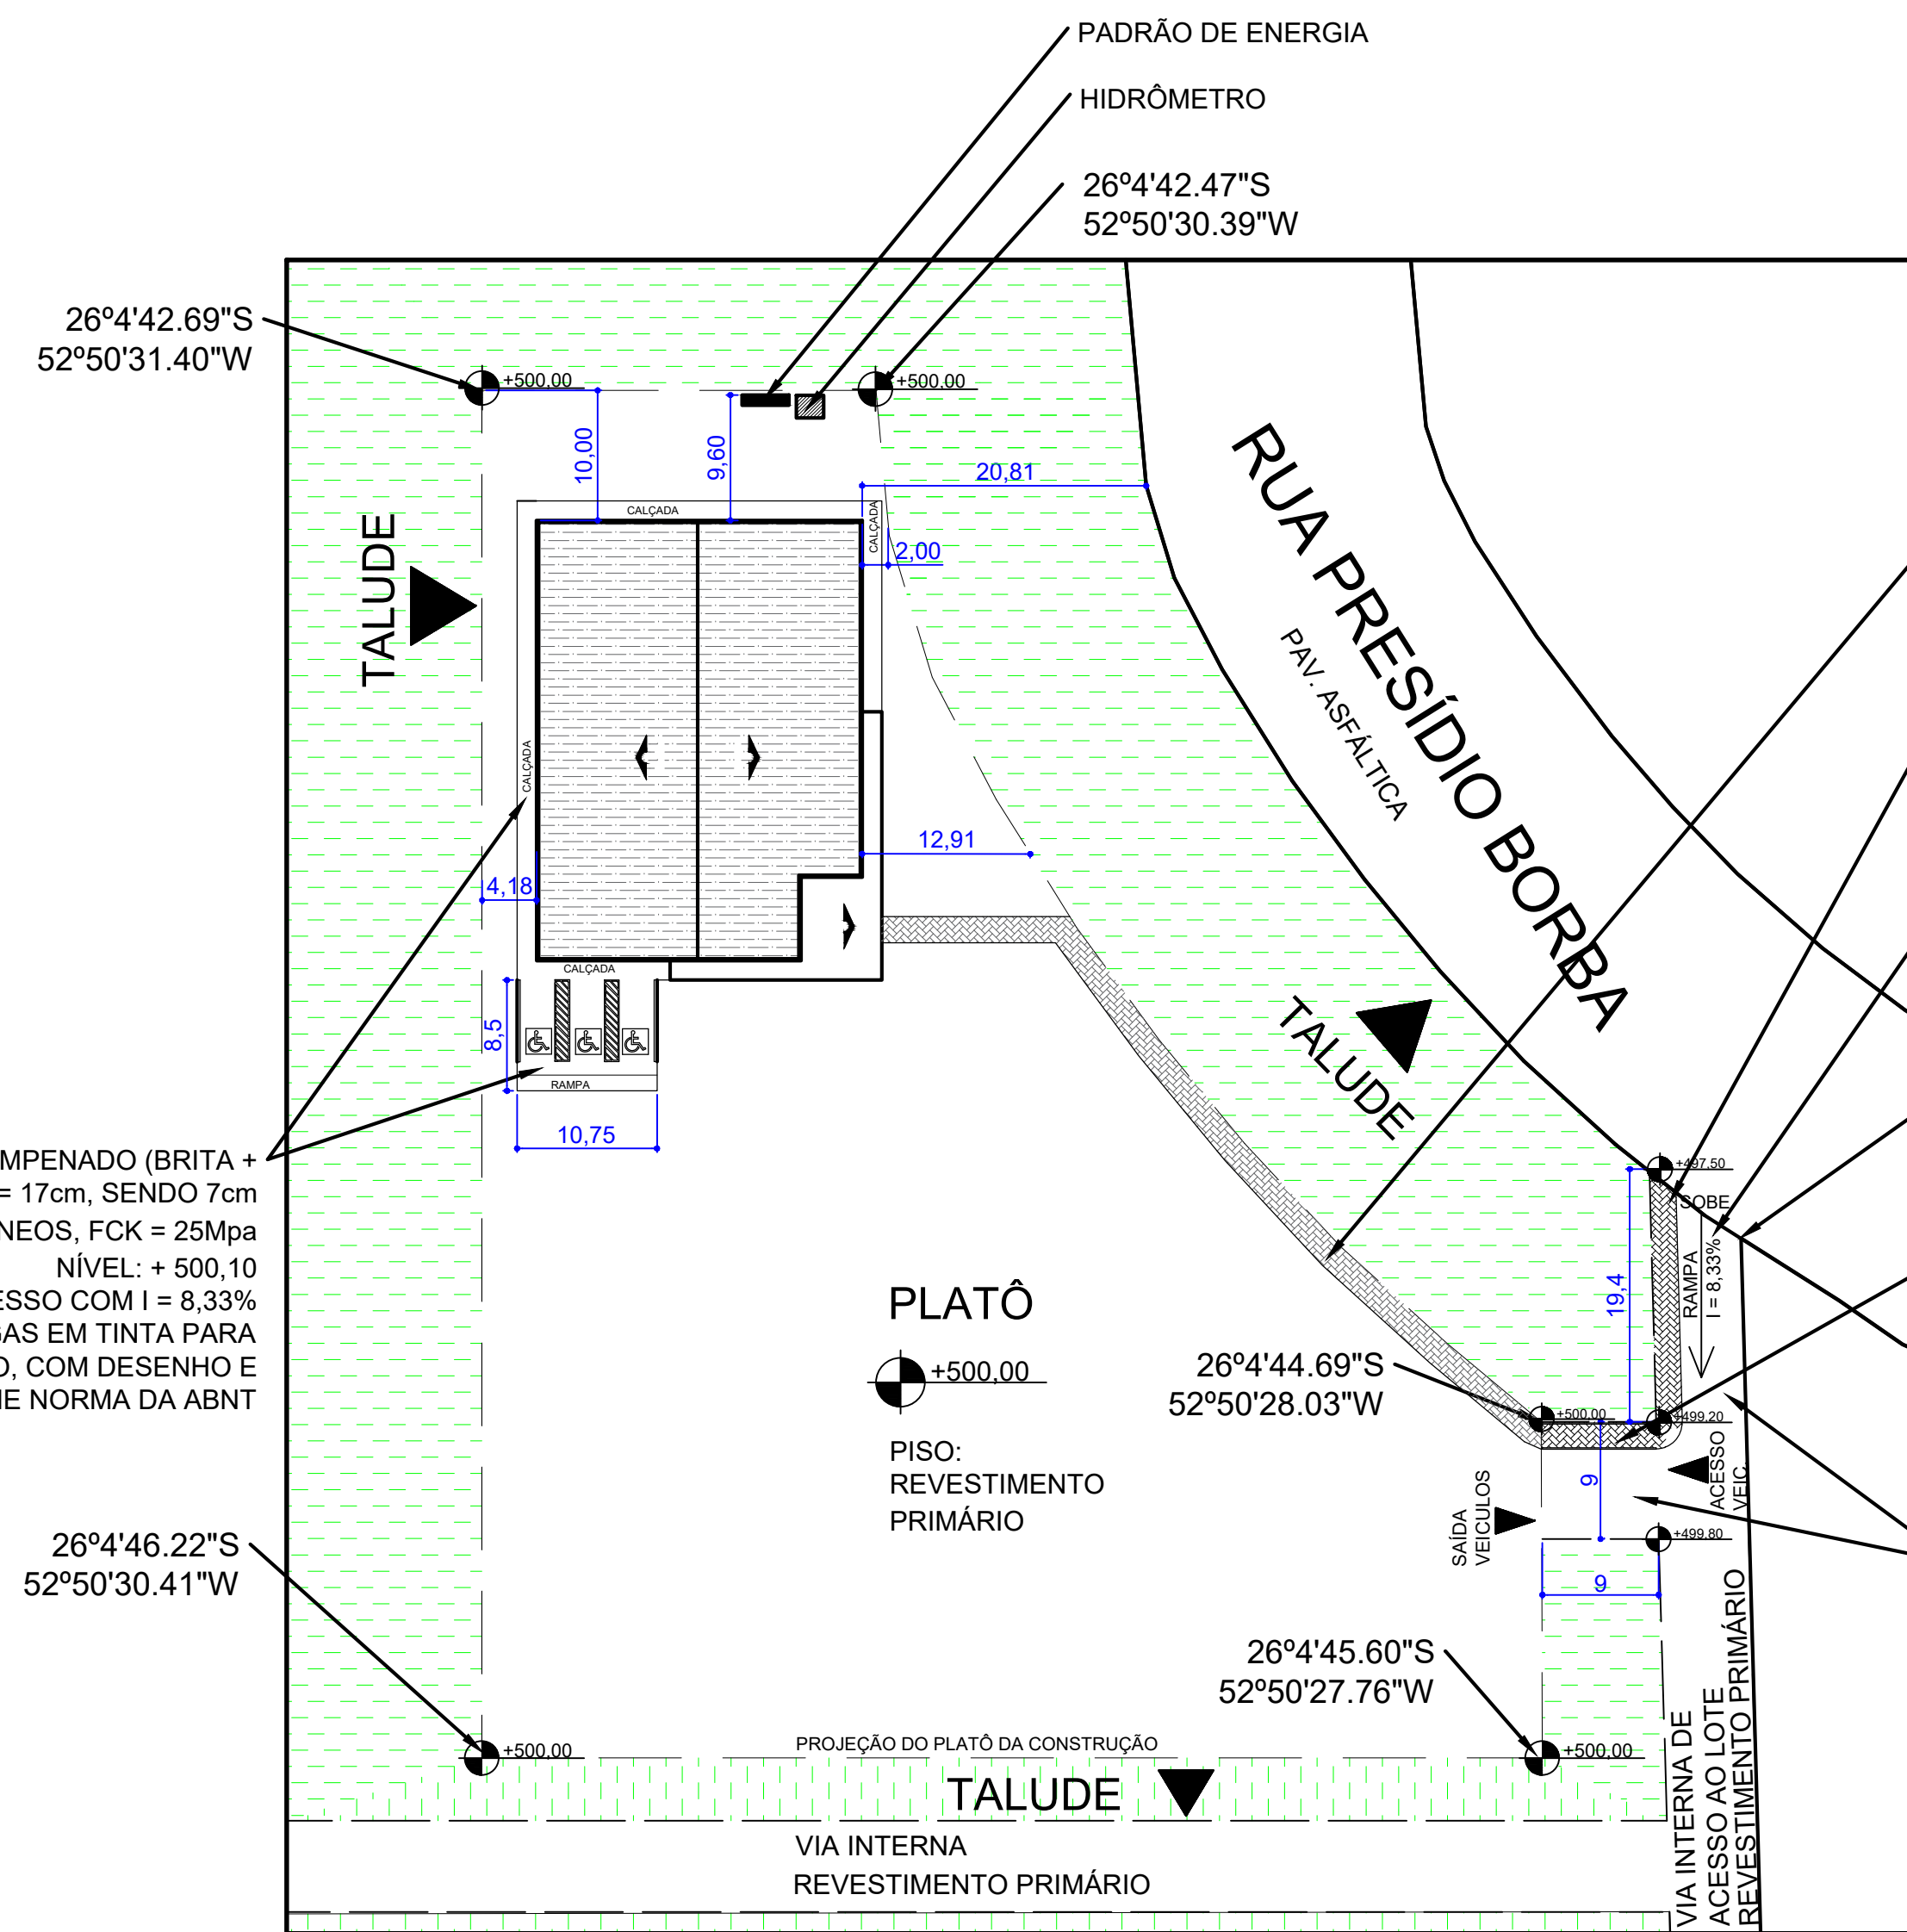 PADRÃO DE ENERGIA
HIDRÔMETRO
26º4'42.47"S
52º50'30.39"W
26º4'42.69"S
52º50'31.40"W
+500,00
+500,00
10,00
9,60
20,81
CALÇADA
CALÇADA
2,00
TALUDE
RUA PRESÍDIO BORBA
PAV. ASFÁLTICA
CALÇADA
12,91
4,18
CALÇADA
8,5
RAMPA
10,75
TALUDE
MPENADO (BRITA +
= 17cm, SENDO 7cm
NEOS, FCK = 25Mpa
NÍVEL: + 500,10
ESSO COM I = 8,33%
GAS EM TINTA PARA
O, COM DESENHO E
ME NORMA DA ABNT
+497,50
SOBE
RAMPA
I = 8,33%
19,4
PLATÔ
+500,00
PISO:
REVESTIMENTO
PRIMÁRIO
26º4'44.69"S
52º50'28.03"W
+500,00
+499,20
9
ACESSO
VEIC.
SAÍDA
VEICULOS
+499,80
9
26º4'46.22"S
52º50'30.41"W
26º4'45.60"S
52º50'27.76"W
+500,00
PROJEÇÃO DO PLATÔ DA CONSTRUÇÃO
+500,00
TALUDE
VIA INTERNA
REVESTIMENTO PRIMÁRIO
VIA INTERNA DE
ACESSO AO LOTE
REVESTIMENTO PRIMÁRIO